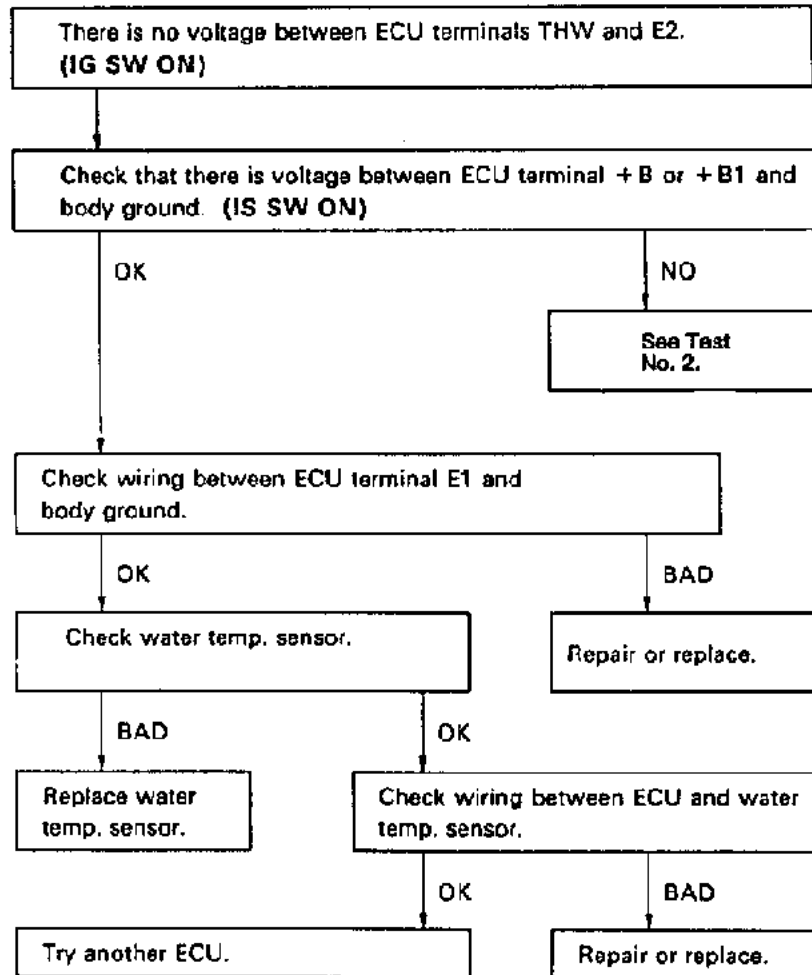 There is no voltage between ECU terminals THW and E2.
(IG SW ON)
Check that there is voltage between ECU terminal +B or +B1 and
body ground. (IS SW ON)
OK
NO
See Test
No. 2.
Check wiring between ECU terminal E1 and
body ground.
OK
BAD
Check water temp. sensor.
Repair or replace.
BAD
OK
Replace water
temp. sensor.
Check wiring between ECU and water
temp. sensor.
OK
BAD
Try another ECU.
Repair or replace.